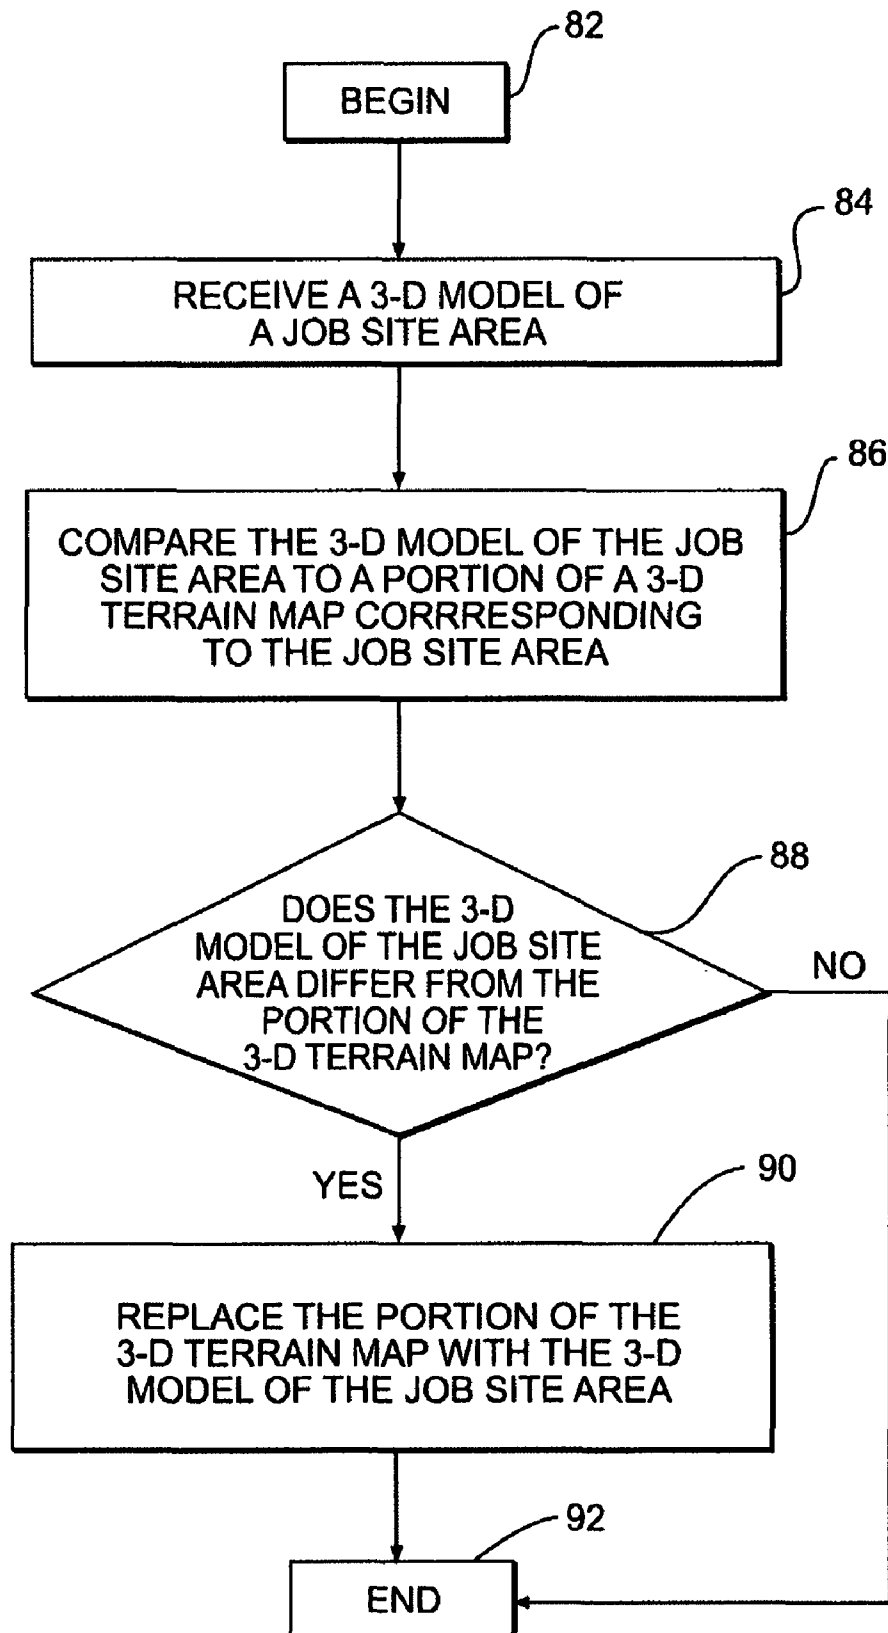 82
BEGIN
84
RECEIVE A 3-D MODEL OF
A JOB SITE AREA
86
COMPARE THE 3-D MODEL OF THE JOB
SITE AREA TO A PORTION OF A 3-D
TERRAIN MAP CORRRESPONDING
TO THE JOB SITE AREA
88
DOES THE 3-D
MODEL OF THE JOB SITE
AREA DIFFER FROM THE
PORTION OF THE
3-D TERRAIN MAP?
NO
YES
90
REPLACE THE PORTION OF THE
3-D TERRAIN MAP WITH THE 3-D
MODEL OF THE JOB SITE AREA
92
END